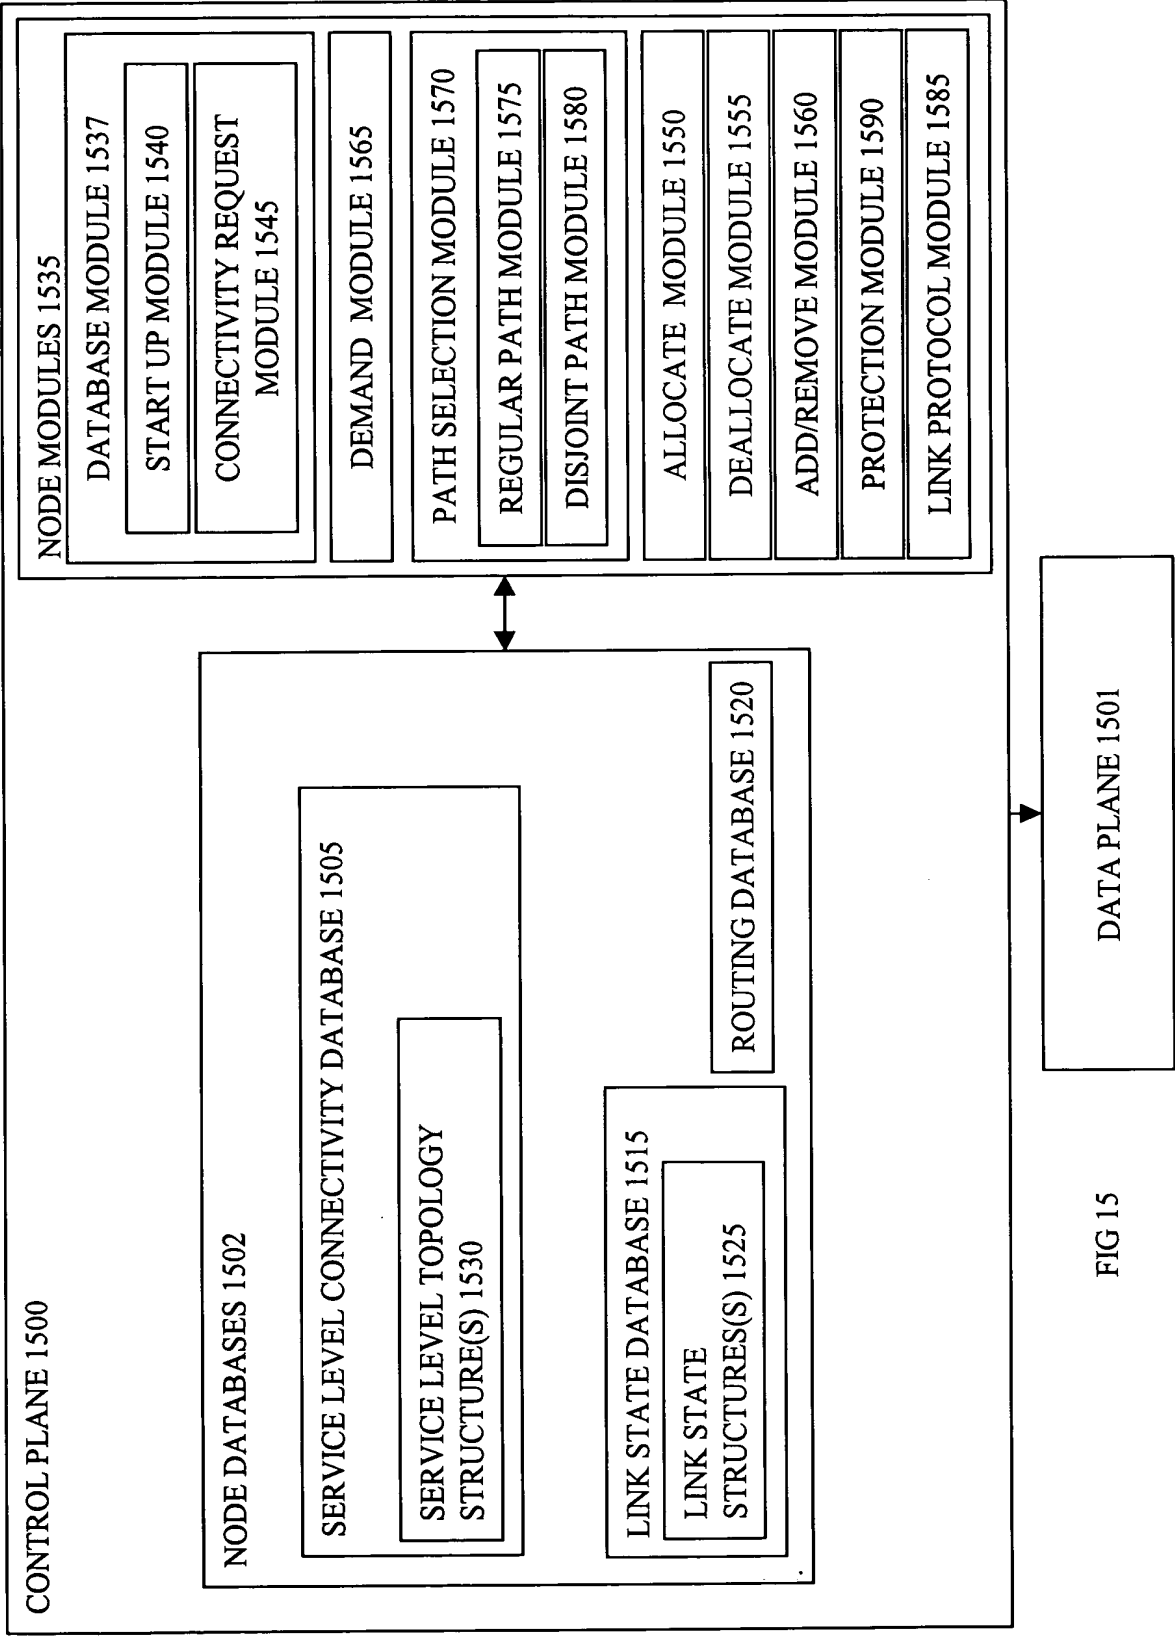 CONTROL PLANE 1500
NODE DATABASES 1502
SERVICE LEVEL CONNECTIVITY DATABASE 1505
SERVICE LEVEL TOPOLOGY
STRUCTURE(S) 1530
LINK STATE DATABASE 1515
LINK STATE
STRUCTURES(S) 1525
ROUTING DATABASE 1520
NODE MODULES 1535
DATABASE MODULE 1537
START UP MODULE 1540
CONNECTIVITY REQUEST
MODULE 1545
DEMAND MODULE 1565
PATH SELECTION MODULE 1570
REGULAR PATH MODULE 1575
DISJOINT PATH MODULE 1580
ALLOCATE MODULE 1550
DEALLOCATE MODULE 1555
ADD/REMOVE MODULE 1560
PROTECTION MODULE 1590
LINK PROTOCOL MODULE 1585
DATA PLANE 1501
FIG 15